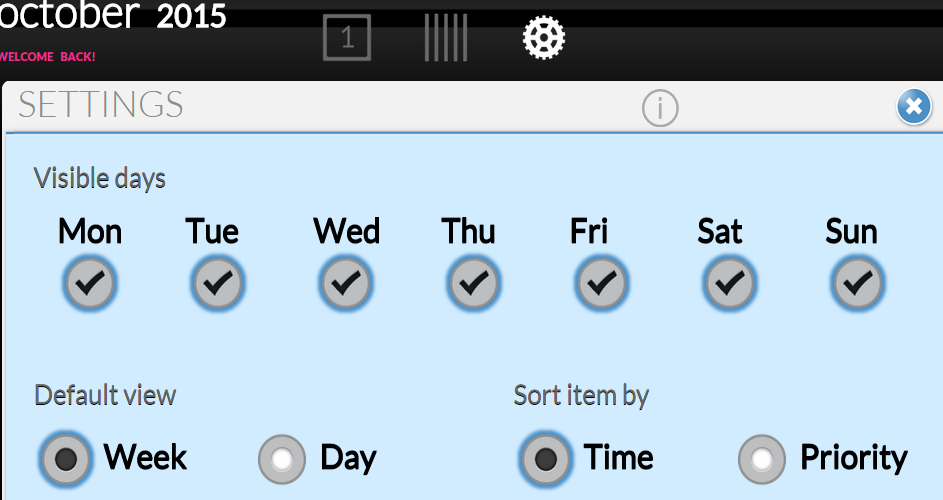 october 2015
WELCOME BACK!
1
SETTINGS
i
Visible days
Mon Tue Wed Thu Fri Sat Sun
Default view Sort item by
Week Day Time Priority